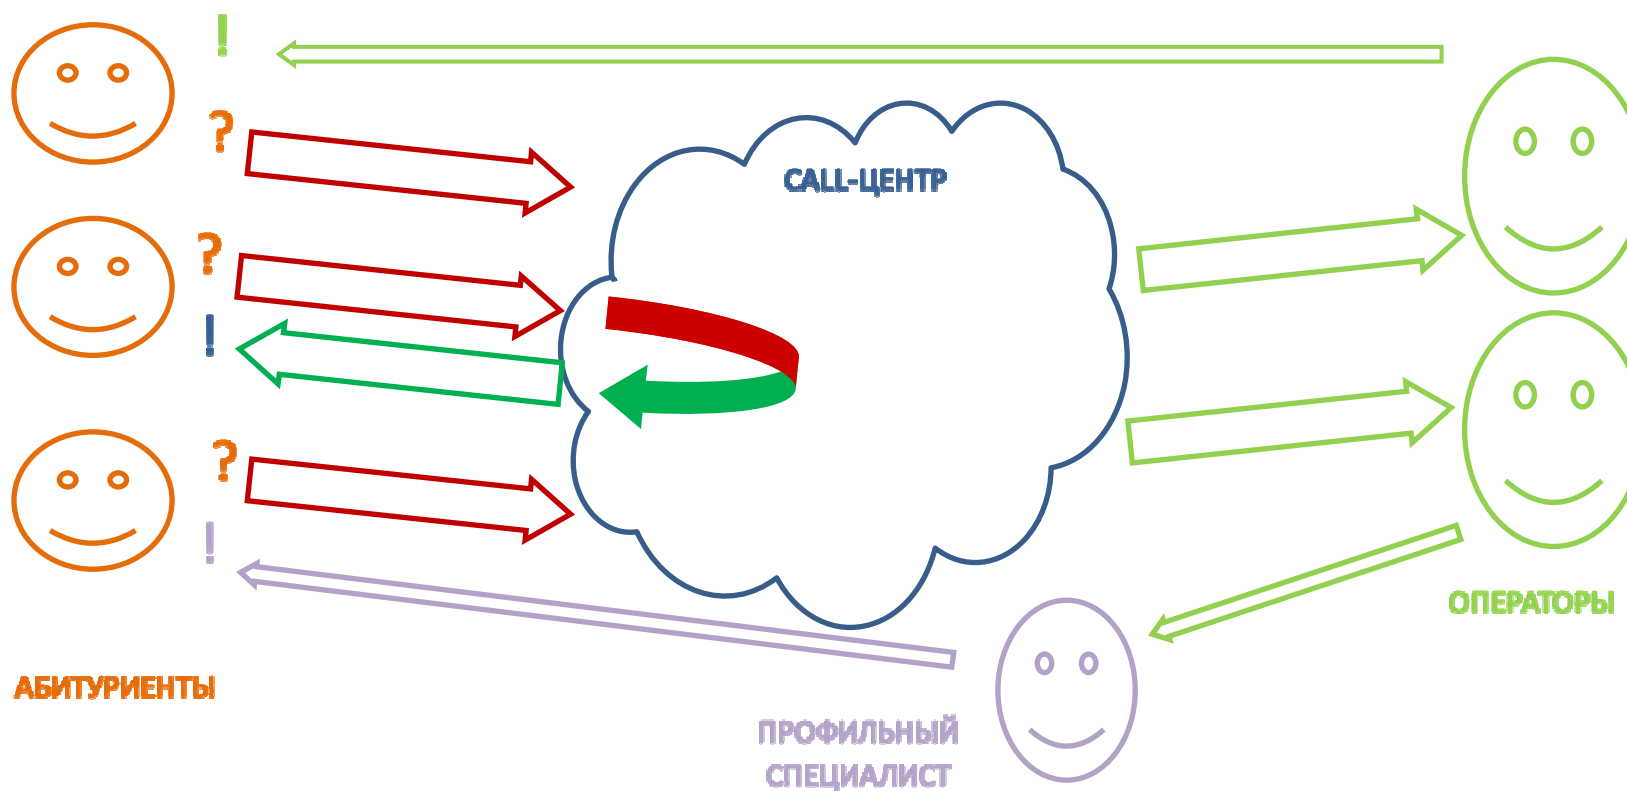 !
?
CALL-ЦЕНТР
?
!
?
!
ОПЕРАТОРЫ
АБИТУРИЕНТЫ
ПРОФИЛЬНЫЙ
СПЕЦИАЛИСТ